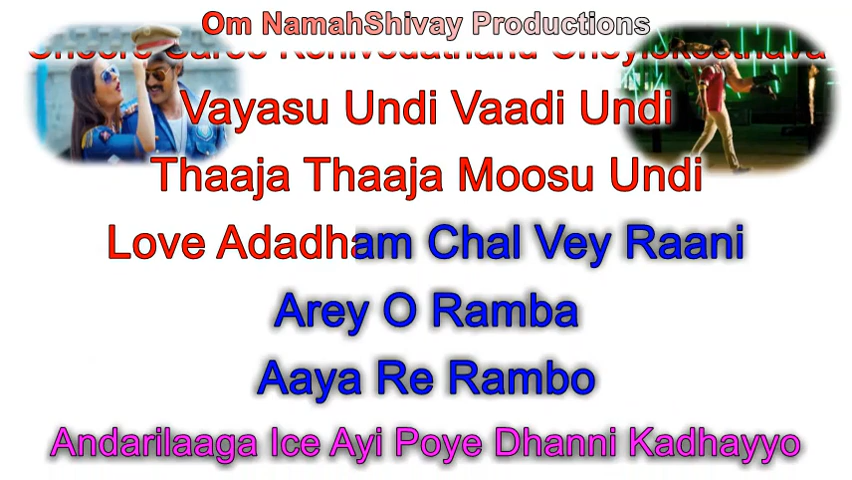 Om NamahShivay Productions
Vayasu Undi Vaadi Undi
Thaaja Thaaja Moosu Undi
Love Adadham Chal Vey Raani
Arey O Ramba
Aaya Re Rambo
Andarilaaga Ice Ayi Poye Dhanni Kadhayyo